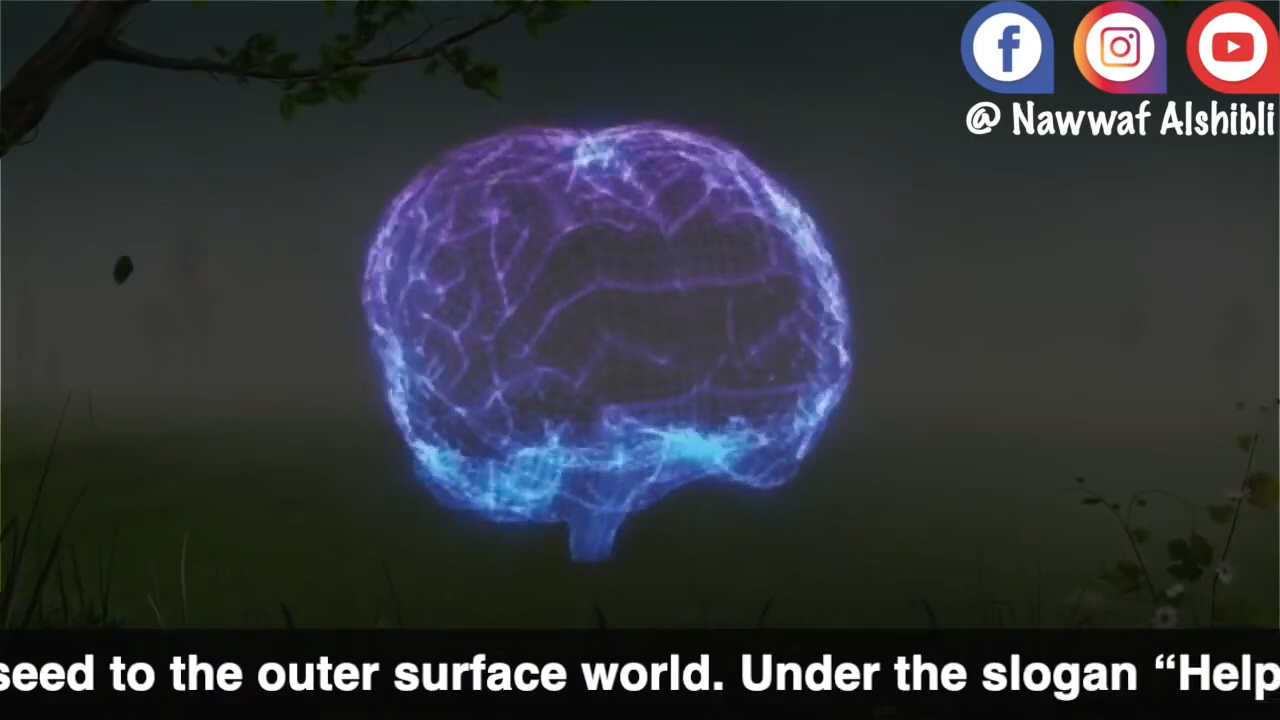 @ Nawwaf Alshibli
seed to the outer surface world. Under the slogan “Help